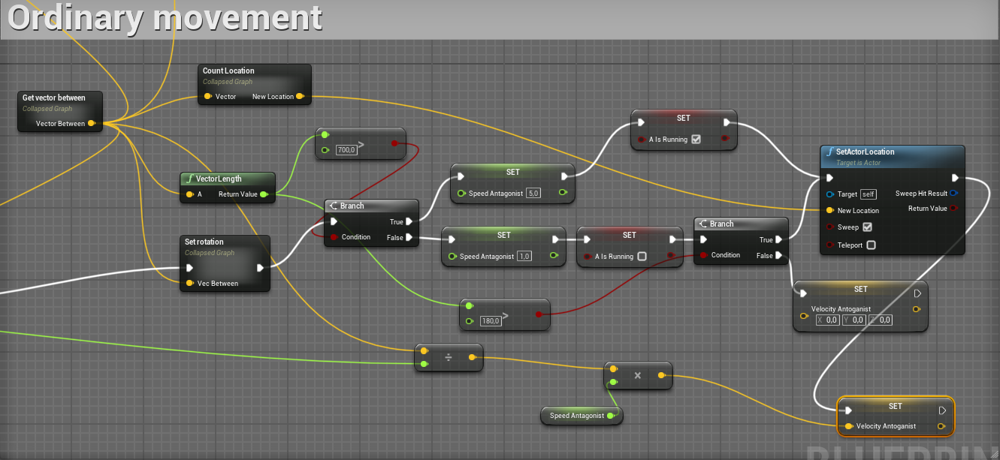 Ordinary movement
Count Location
Collapsed Graph
Vector New Location
Get vector between
Collapsed Graph
Vector Between
700,0 >
SET
A Is Running
SetActorLocation
Target is Actor
Target self
Sweep Hit Result
New Location
Return Value
Sweep
Teleport
VectorLength
A Return Value
SET
Speed Antagonist 5,0
Branch
True
Condition False
SET
Speed Antagonist 1,0
SET
A Is Running
Branch
True
Condition False
Set rotation
Collapsed Graph
Vec Between
SET
Velocity Antoganist
X 0,0 Y 0,0 Z 0,0
180,0 >
÷
×
Speed Antagonist
SET
Velocity Antoganist